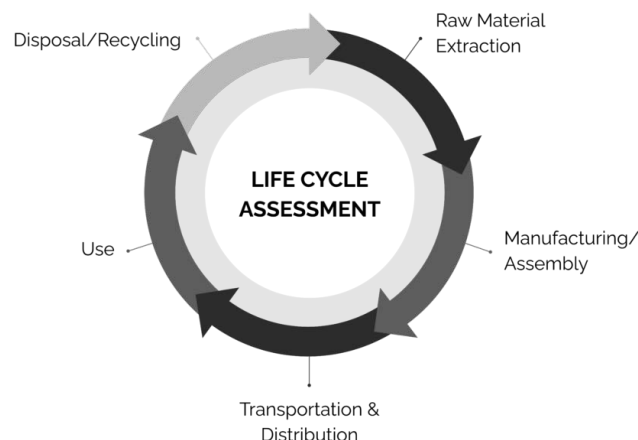 Disposal/Recycling
Raw Material
Extraction
LIFE CYCLE
ASSESSMENT
Use
Manufacturing/
Assembly
Transportation &
Distribution